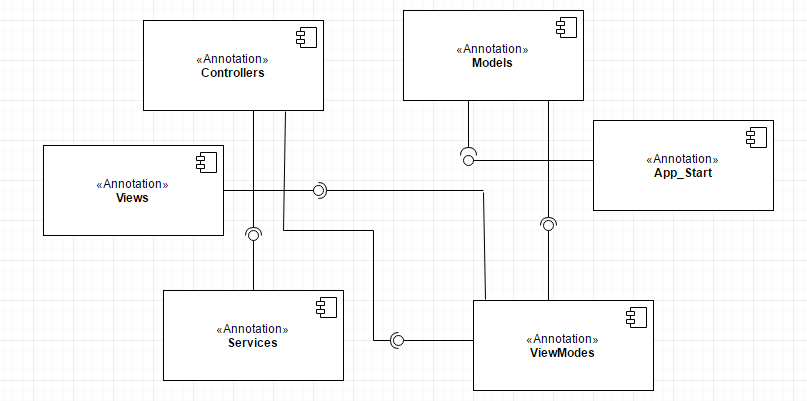 «Annotation»
Controllers
«Annotation»
Models
«Annotation»
App_Start
«Annotation»
Views
«Annotation»
Services
«Annotation»
ViewModes